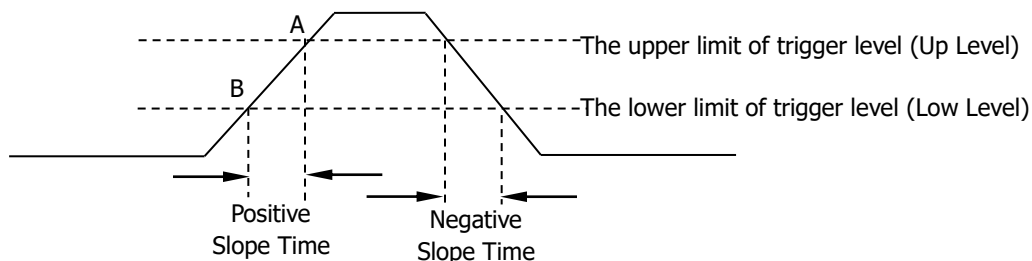 A
The upper limit of trigger level (Up Level)
B
The lower limit of trigger level (Low Level)
Positive
Slope Time
Negative
Slope Time